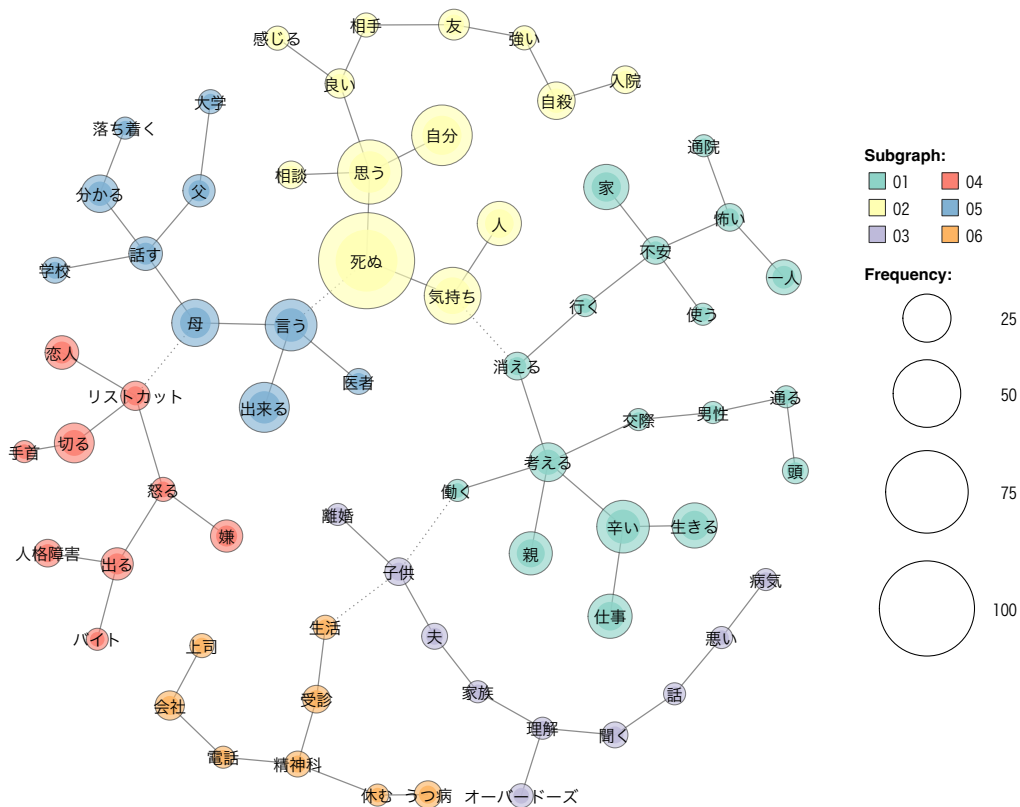 相手
友
感じる
強い
良い
入院
自殺
大学
落ち着く
自分
通院
相談
思う
家
分かる
父
怖い
人
話す
不安
学校
死ぬ
一人
気持ち
行く
使う
母
言う
恋人
消える
医者
リストカット
通る
出来る
交際
男性
手首
切る
考える
頭
怒る
働く
離婚
生きる
嫌
辛い
人格障害
出る
親
子供
病気
仕事
生活
バイト
夫
悪い
上司
家族
話
受診
会社
理解
聞く
電話
精神科
休む
うつ病
オーバードーズ
Subgraph:
01
04
02
05
03
06
Frequency:
25
50
75
100